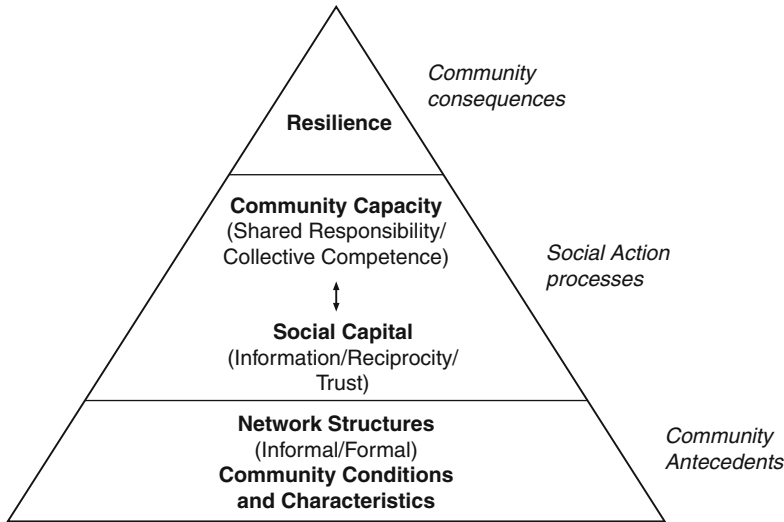 Community
consequences
Resilience
Community Capacity
(Shared Responsibility/
Collective Competence)
Social Action
processes
Social Capital
(Information/Reciprocity/
Trust)
Network Structures
(Informal/Formal)
Community Conditions
and Characteristics
Community
Antecedents